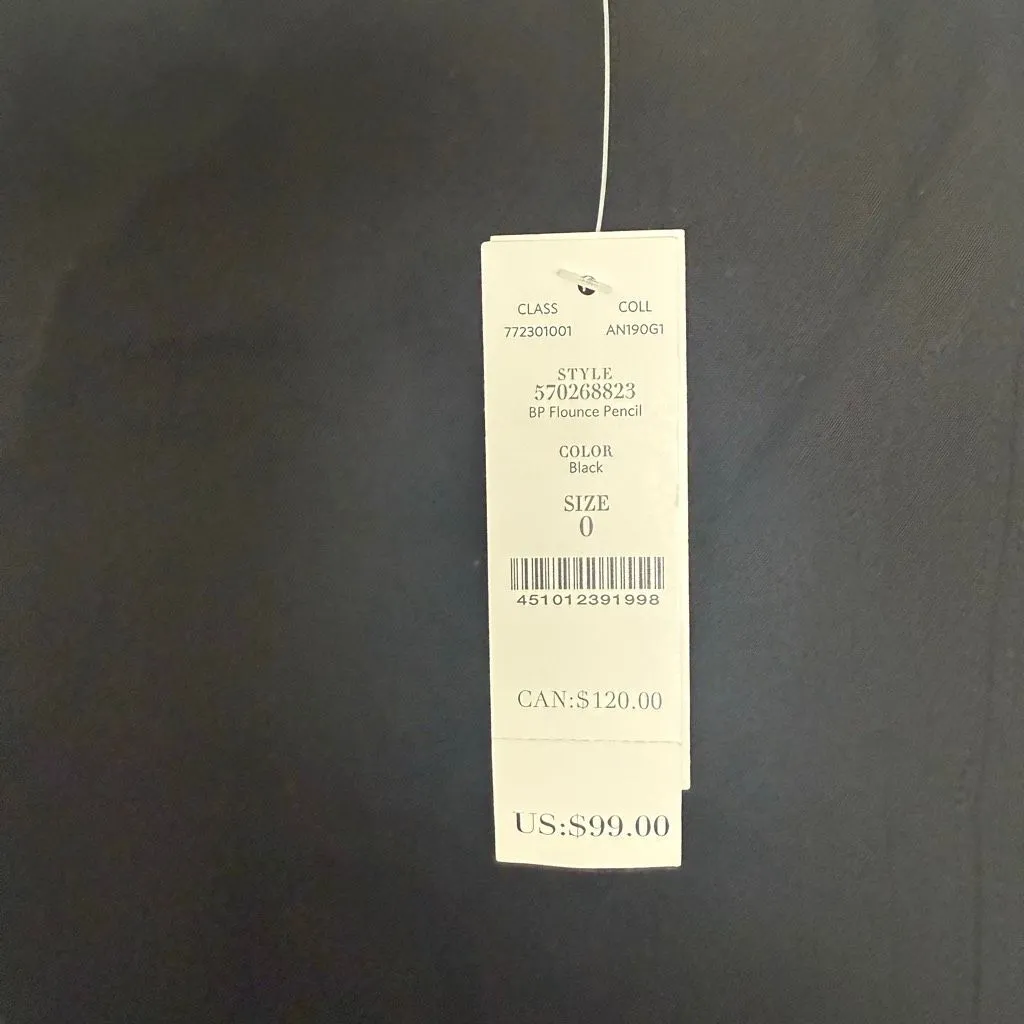 CLASS COLL
772301001 AN190G1
STYLE
570268823
BP Flounce Pencil
COLOR
Black
SIZE
0
451012391998
CAN:$120.00
US:$99.00